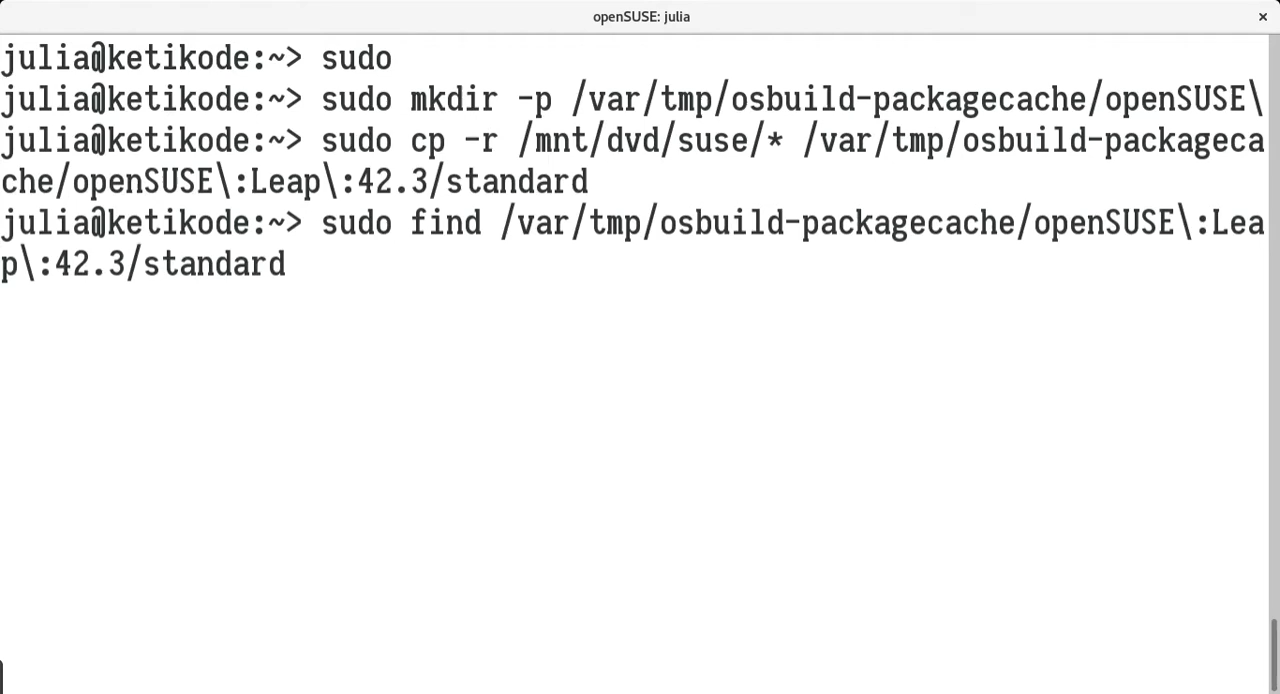 openSUSE: julia ×
julia@ketikode:~> sudo
julia@ketikode:~> sudo mkdir -p /var/tmp/osbuild-packagecache/openSUSE\
julia@ketikode:~> sudo cp -r /mnt/dvd/suse/* /var/tmp/osbuild-packageca
che/openSUSE\:Leap\:42.3/standard
julia@ketikode:~> sudo find /var/tmp/osbuild-packagecache/openSUSE\:Lea
p\:42.3/standard